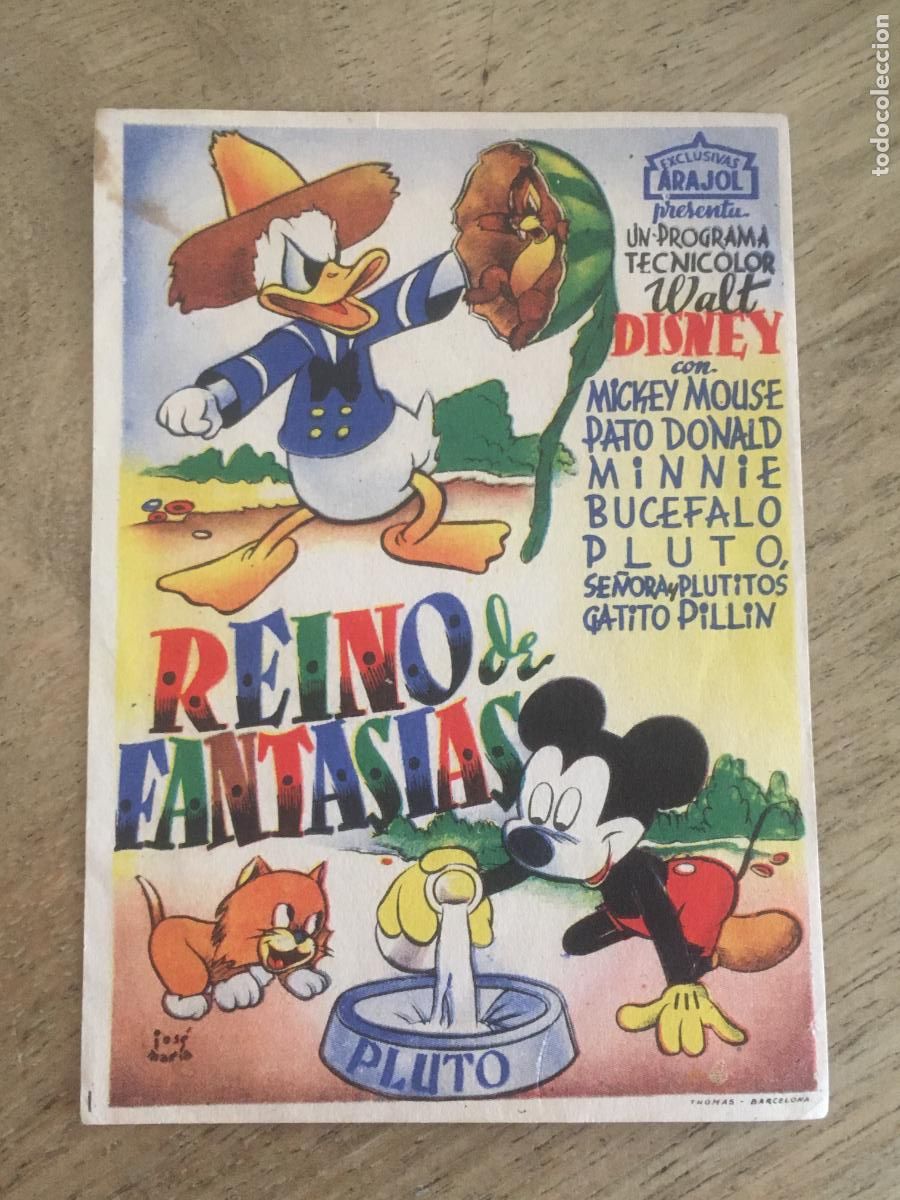 EXCLUSIVAS
ARAJOL
presenta
UN·PROGRAMA
TECNICOLOR
Walt
DISNEY
con
MICKEY MOUSE
PATO DONALD
MiNNiE
BUCEFALO
PLUTO,
SEÑORA y PLUTITOS
GATITO PiLLiN
REINO de
FANTASIAS
PLUTO
josé
maría
THOMAS - BARCELONA
todocoleccion